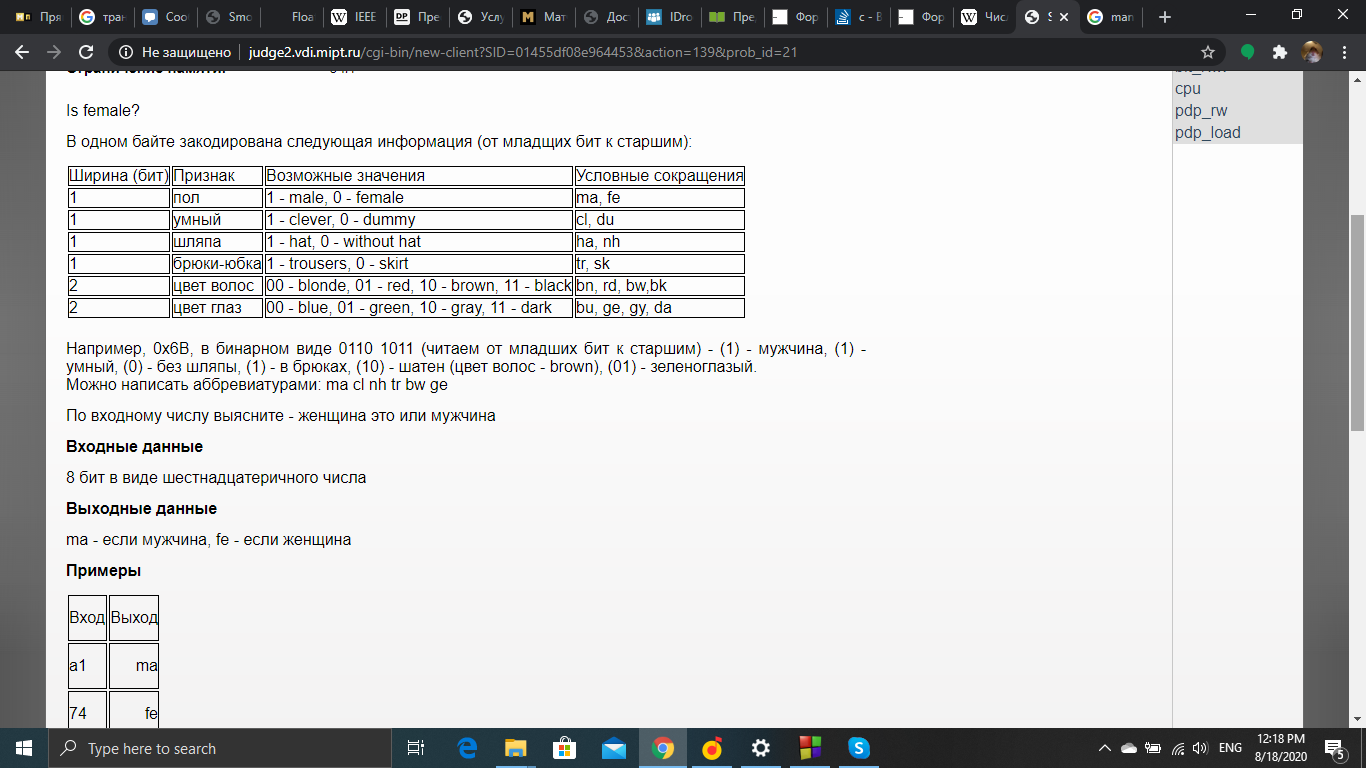 Пря
тран
Coo
Smo
Floa
IEEE
Пре
Услу
Мат
Дос
IDro
Пре,
Фор
c - B
Фор
Числ
S
man
Не защищено judge2.vdi.mipt.ru/cgi-bin/new-client?SID=01455df08e964453&action=139&prob_id=21
cpu
pdp_rw
pdp_load
Is female?
В одном байте закодирована следующая информация (от младщих бит к старшим):
Ширина (бит) Признак Возможные значения Условные сокращения
1 пол 1 - male, 0 - female ma, fe
1 умный 1 - clever, 0 - dummy cl, du
1 шляпа 1 - hat, 0 - without hat ha, nh
1 брюки-юбка 1 - trousers, 0 - skirt tr, sk
2 цвет волос 00 - blonde, 01 - red, 10 - brown, 11 - black bn, rd, bw,bk
2 цвет глаз 00 - blue, 01 - green, 10 - gray, 11 - dark bu, ge, gy, da
Например, 0x6B, в бинарном виде 0110 1011 (читаем от младших бит к старшим) - (1) - мужчина, (1) -
умный, (0) - без шляпы, (1) - в брюках, (10) - шатен (цвет волос - brown), (01) - зеленоглазый.
Можно написать аббревиатурами: ma cl nh tr bw ge
По входному числу выясните - женщина это или мужчина
Входные данные
8 бит в виде шестнадцатеричного числа
Выходные данные
ma - если мужчина, fe - если женщина
Примеры
Вход Выход
a1 ma
74 fe
Type here to search
ENG
12:18 PM
8/18/2020
5